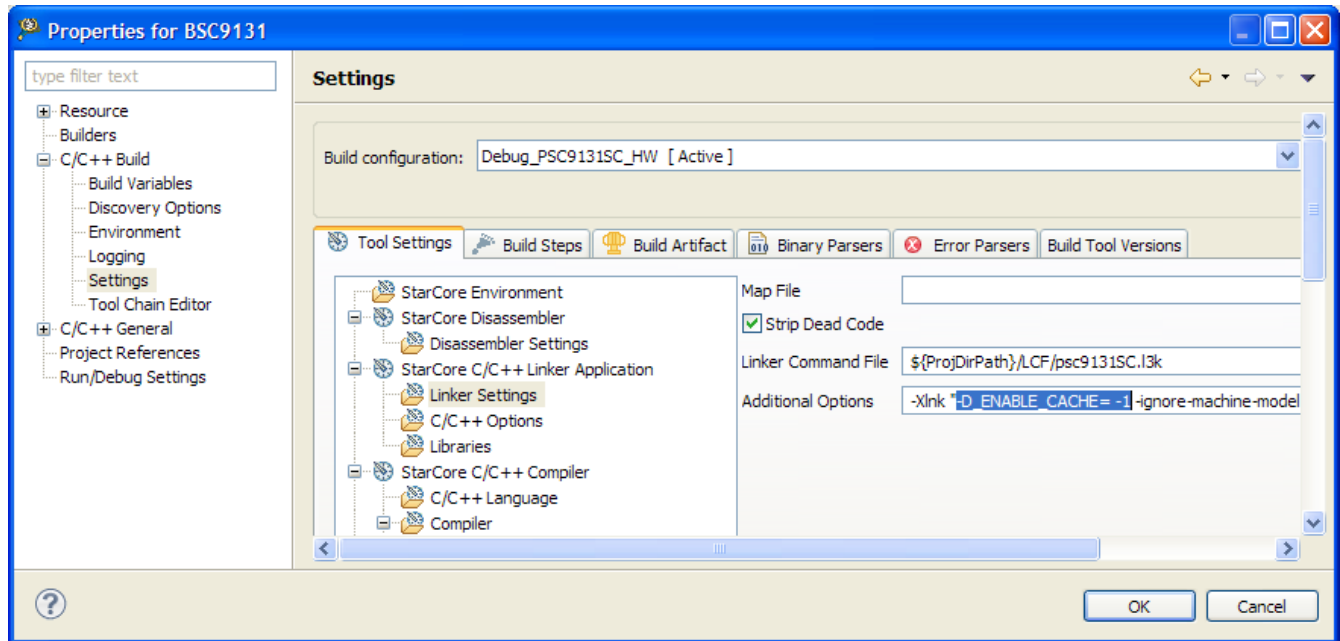 Properties for BSC9131
type filter text
Resource
Builders
C/C++ Build
Build Variables
Discovery Options
Environment
Logging
Settings
Tool Chain Editor
C/C++ General
Project References
Run/Debug Settings
Settings
Build configuration: Debug_PSC9131SC_HW [ Active ]
Tool Settings Build Steps Build Artifact 010 Binary Parsers Error Parsers Build Tool Versions
StarCore Environment
StarCore Disassembler
Disassembler Settings
StarCore C/C++ Linker Application
Linker Settings
C/C++ Options
Libraries
StarCore C/C++ Compiler
C/C++ Language
Compiler
Map File
Strip Dead Code
Linker Command File ${ProjDirPath}/LCF/psc9131SC.l3k
Additional Options -Xlnk "-D_ENABLE_CACHE= -1 -ignore-machine-model
? OK Cancel